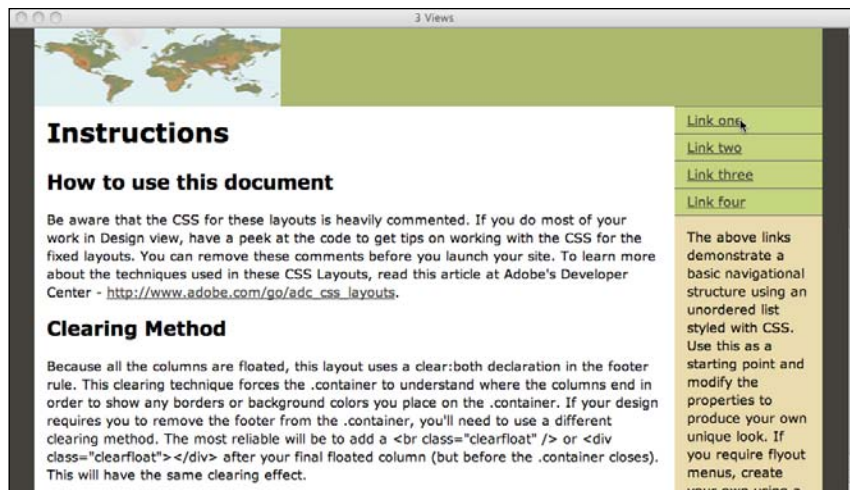 3 Views
Instructions
How to use this document
Be aware that the CSS for these layouts is heavily commented. If you do most of your
work in Design view, have a peek at the code to get tips on working with the CSS for the
fixed layouts. You can remove these comments before you launch your site. To learn more
about the techniques used in these CSS Layouts, read this article at Adobe's Developer
Center - http://www.adobe.com/go/adc_css_layouts.
Clearing Method
Because all the columns are floated, this layout uses a clear:both declaration in the footer
rule. This clearing technique forces the .container to understand where the columns end in
order to show any borders or background colors you place on the .container. If your design
requires you to remove the footer from the .container, you'll need to use a different
clearing method. The most reliable will be to add a <br class="clearfloat" /> or <div
class="clearfloat"></div> after your final floated column (but before the .container closes).
This will have the same clearing effect.
Link one
Link two
Link three
Link four
The above links
demonstrate a
basic navigational
structure using an
unordered list
styled with CSS.
Use this as a
starting point and
modify the
properties to
produce your own
unique look. If
you require flyout
menus, create
your own using a